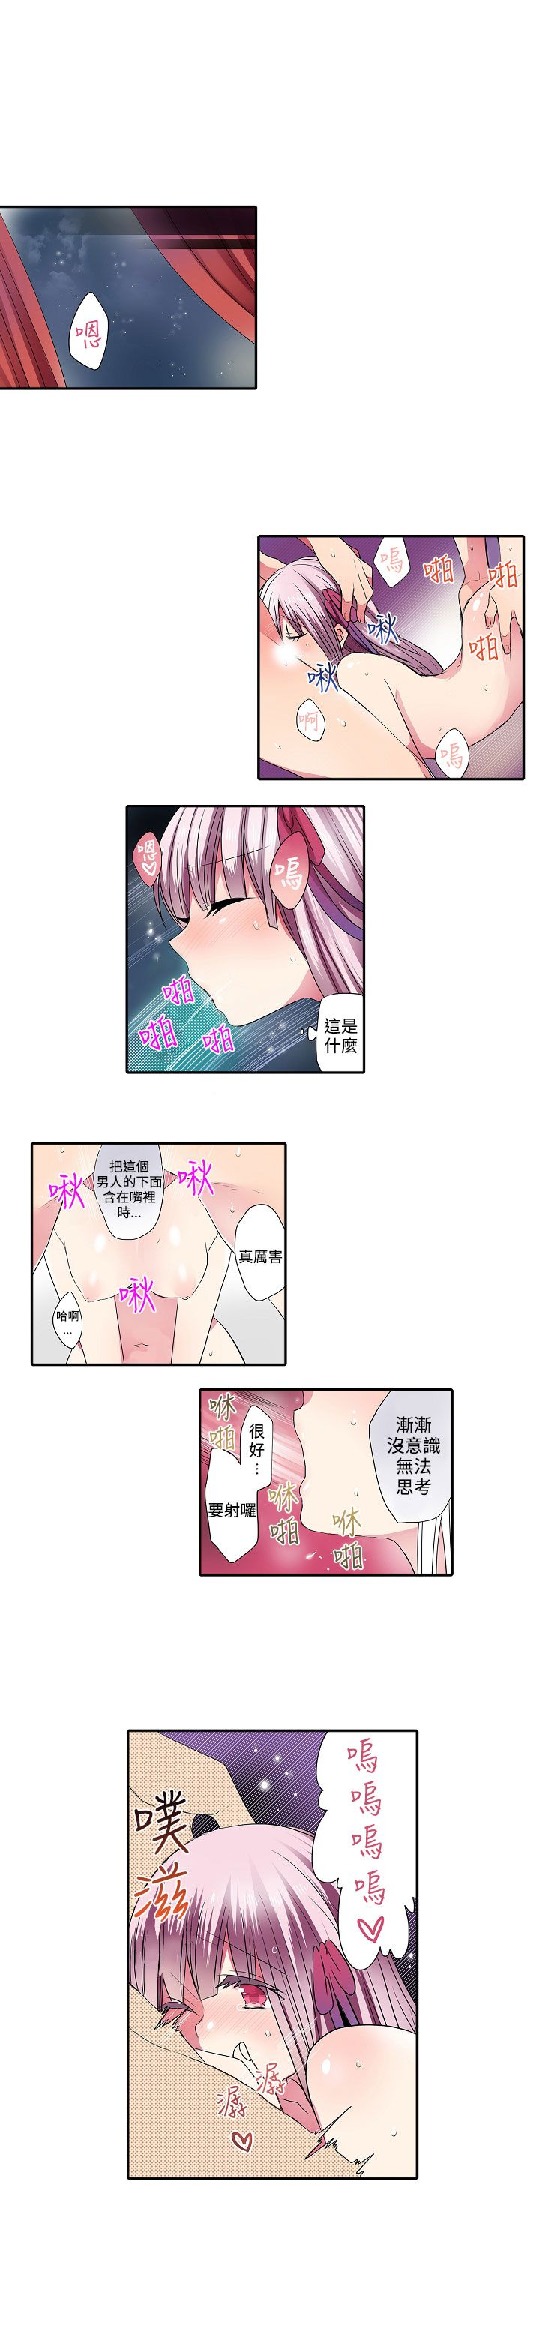 嗯
嗚
啪
啪
啪
啾
啾
啊
嗚
嗯♡
嗚
啪
啪
啪
這是
什麼
把這個
男人的下面
含在嘴裡
時…
啾
啾
啾
真厲害
哈啊
…
漸漸
沒意識
無法
思考
很好…
要射囉
咻啪
咻啪
咻啪
嗚嗚嗚嗚♡
噗滋
潺潺♡